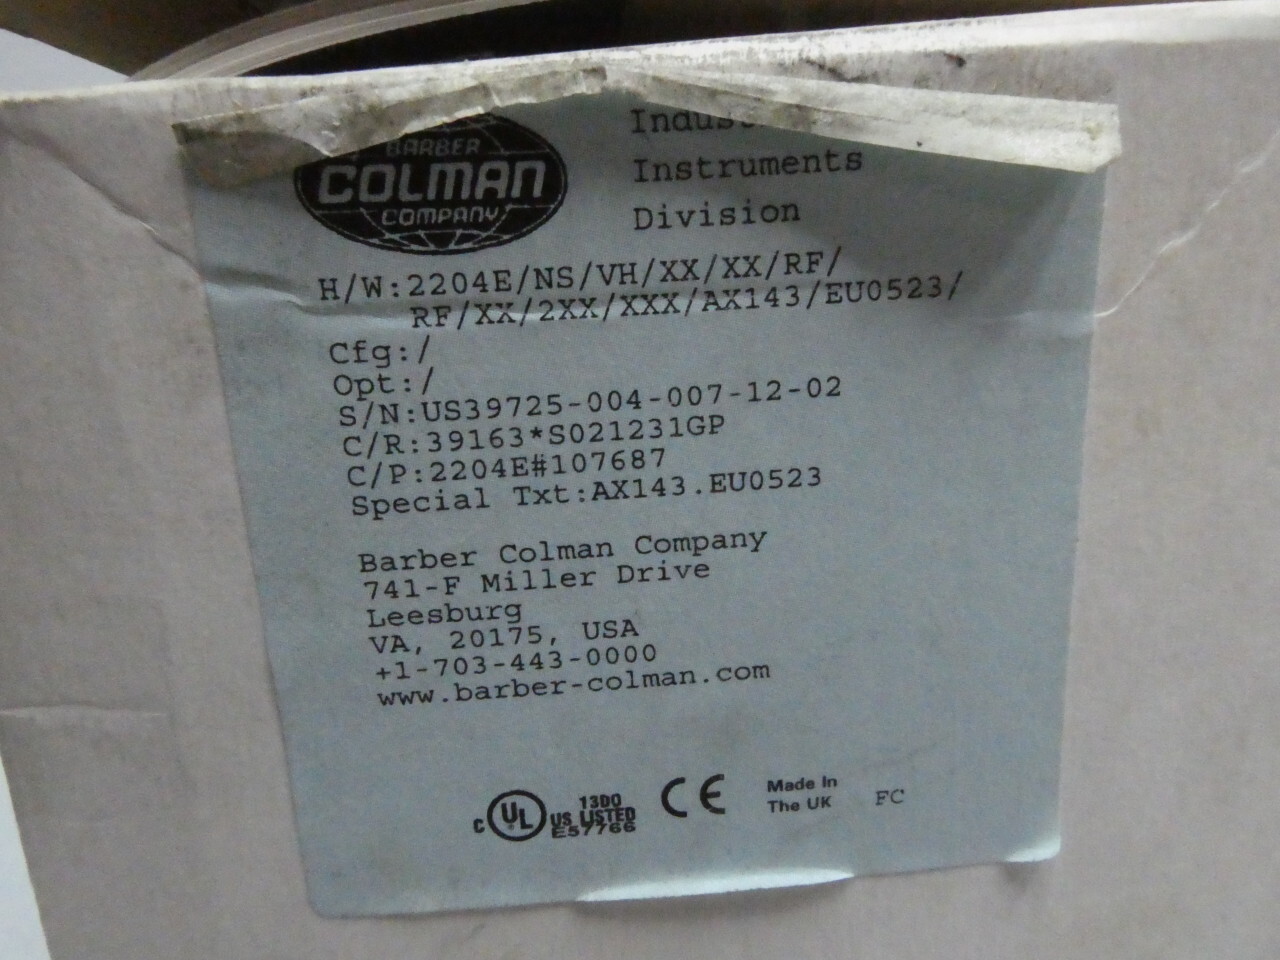 BARBER
COLMAN
COMPANY
Instruments
Division
H/W:2204E/NS/VH/XX/XX/RF/
RF/XX/2XX/XXX/AX143/EU0523/
Cfg:/
Opt:/
S/N:US39725-004-007-12-02
C/R:39163*S021231GP
C/P:2204E#107687
Special Txt:AX143.EU0523
Barber Colman Company
741-F Miller Drive
Leesburg
VA, 20175, USA
+1-703-443-0000
www.barber-colman.com
C UL US 13DO
LISTED
E57766
CE
Made In
The UK
FC